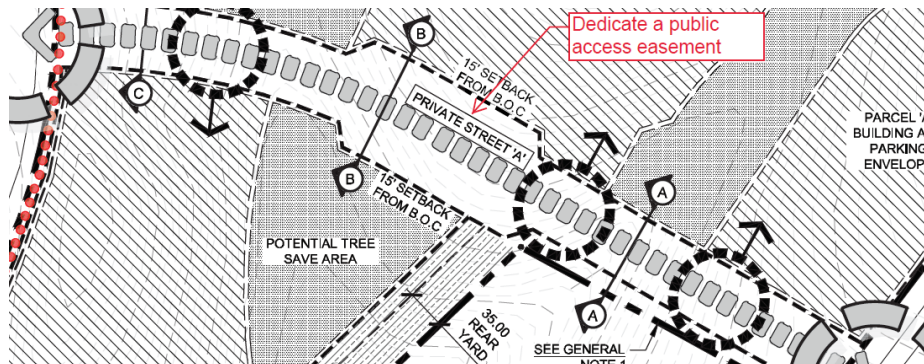 Dedicate a public
access easement
B
15' SETBACK
FROM B.O.C
PRIVATE STREET 'A'
C
PARCEL 'A'
BUILDING A
PARKING
ENVELOP
B
15' SETBACK
FROM B.O.C
A
POTENTIAL TREE
SAVE AREA
A
35.00
REAR
YARD
SEE GENERAL
NOTE 1